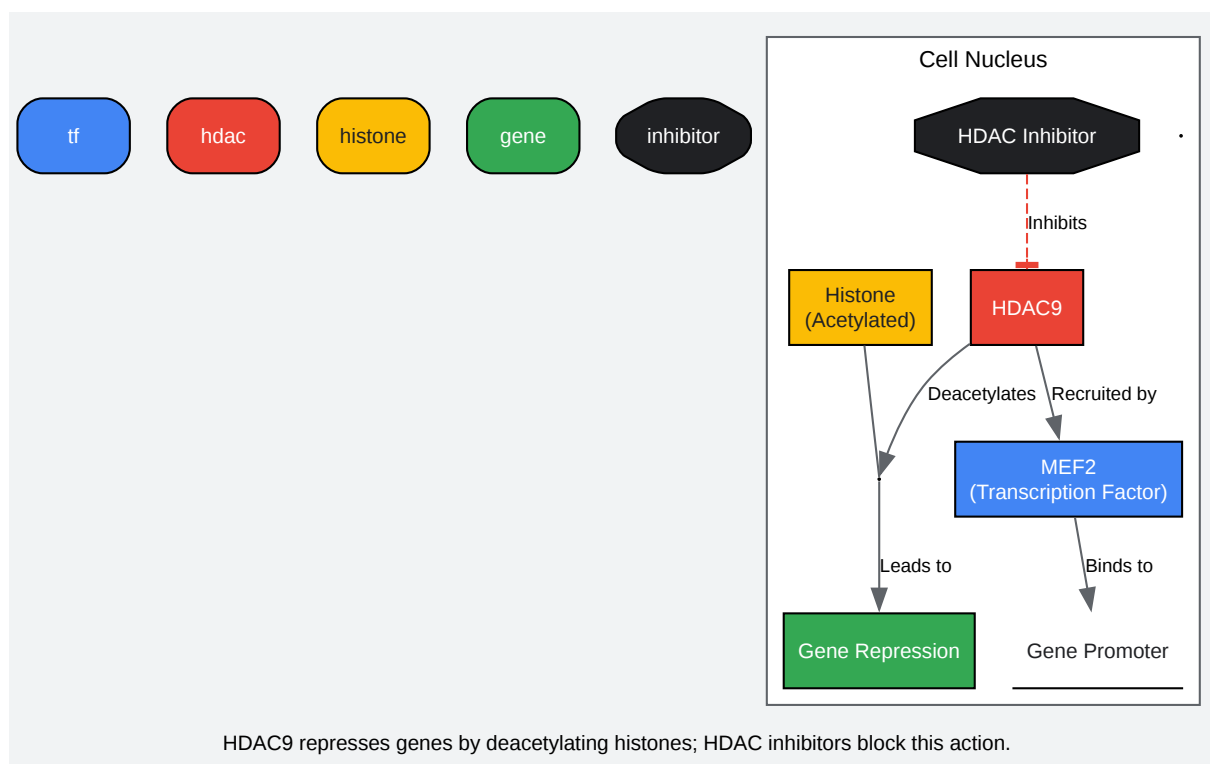 Cell Nucleus
tf
hdac
histone
gene
inhibitor
HDAC Inhibitor
Inhibits
Histone
(Acetylated)
HDAC9
Deacetylates
Recruited by
MEF2
(Transcription Factor)
Leads to
Binds to
Gene Repression
Gene Promoter
HDAC9 represses genes by deacetylating histones; HDAC inhibitors block this action.